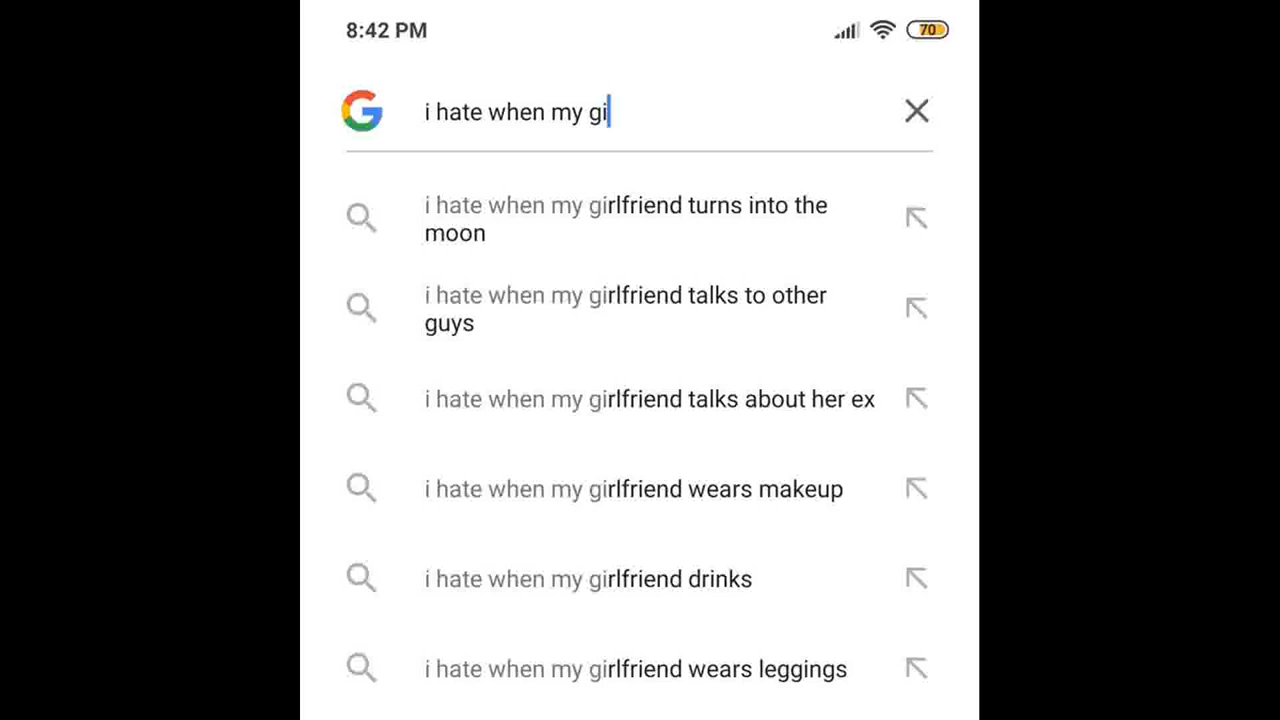 8:42 PM
70
i hate when my gi
i hate when my girlfriend turns into the
moon
i hate when my girlfriend talks to other
guys
i hate when my girlfriend talks about her ex
i hate when my girlfriend wears makeup
i hate when my girlfriend drinks
i hate when my girlfriend wears leggings